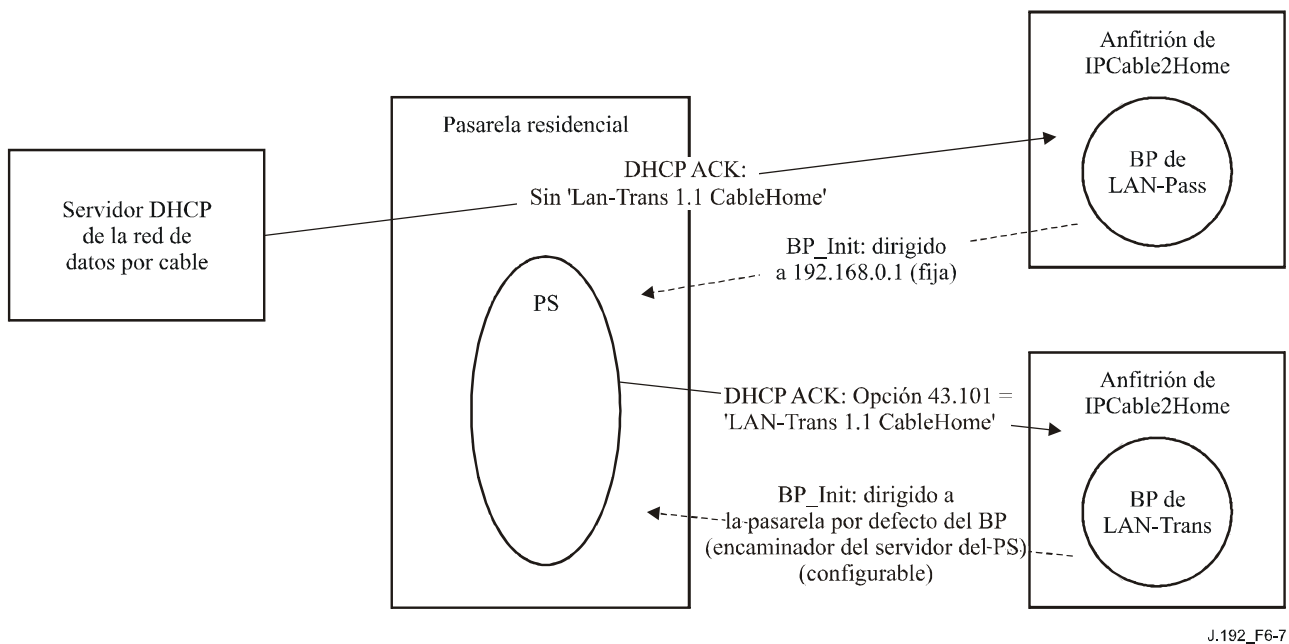 Servidor DHCP
de la red de
datos por cable
Pasarela residencial
PS
DHCP ACK:
Sin 'Lan-Trans 1.1 CableHome'
BP_Init: dirigido
a 192.168.0.1 (fija)
Anfitrión de
IPCable2Home
BP de
LAN-Pass
DHCP ACK: Opción 43.101 =
'LAN-Trans 1.1 CableHome'
BP_Init: dirigido a
la pasarela por defecto del BP
(encaminador del servidor del PS)
(configurable)
Anfitrión de
IPCable2Home
BP de
LAN-Trans
J.192_F6-7